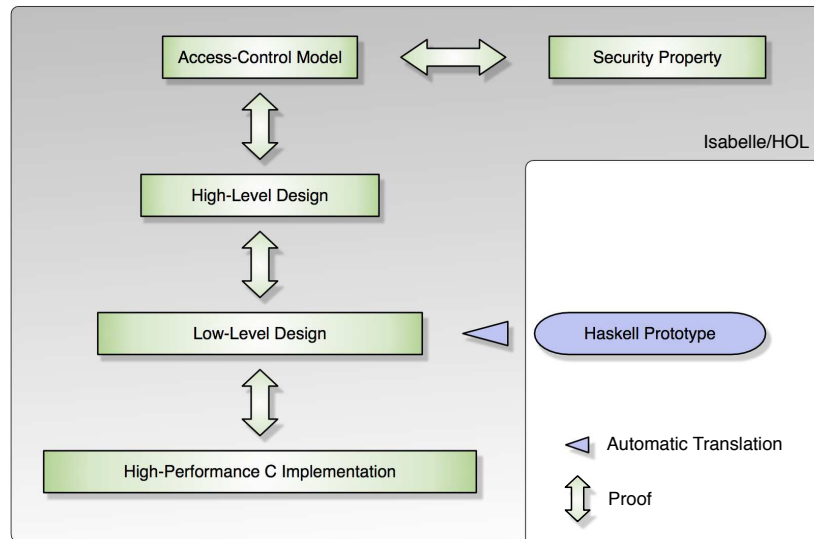 Access-Control Model
Security Property
Isabelle/HOL
High-Level Design
Low-Level Design
Haskell Prototype
High-Performance C Implementation
Automatic Translation
Proof